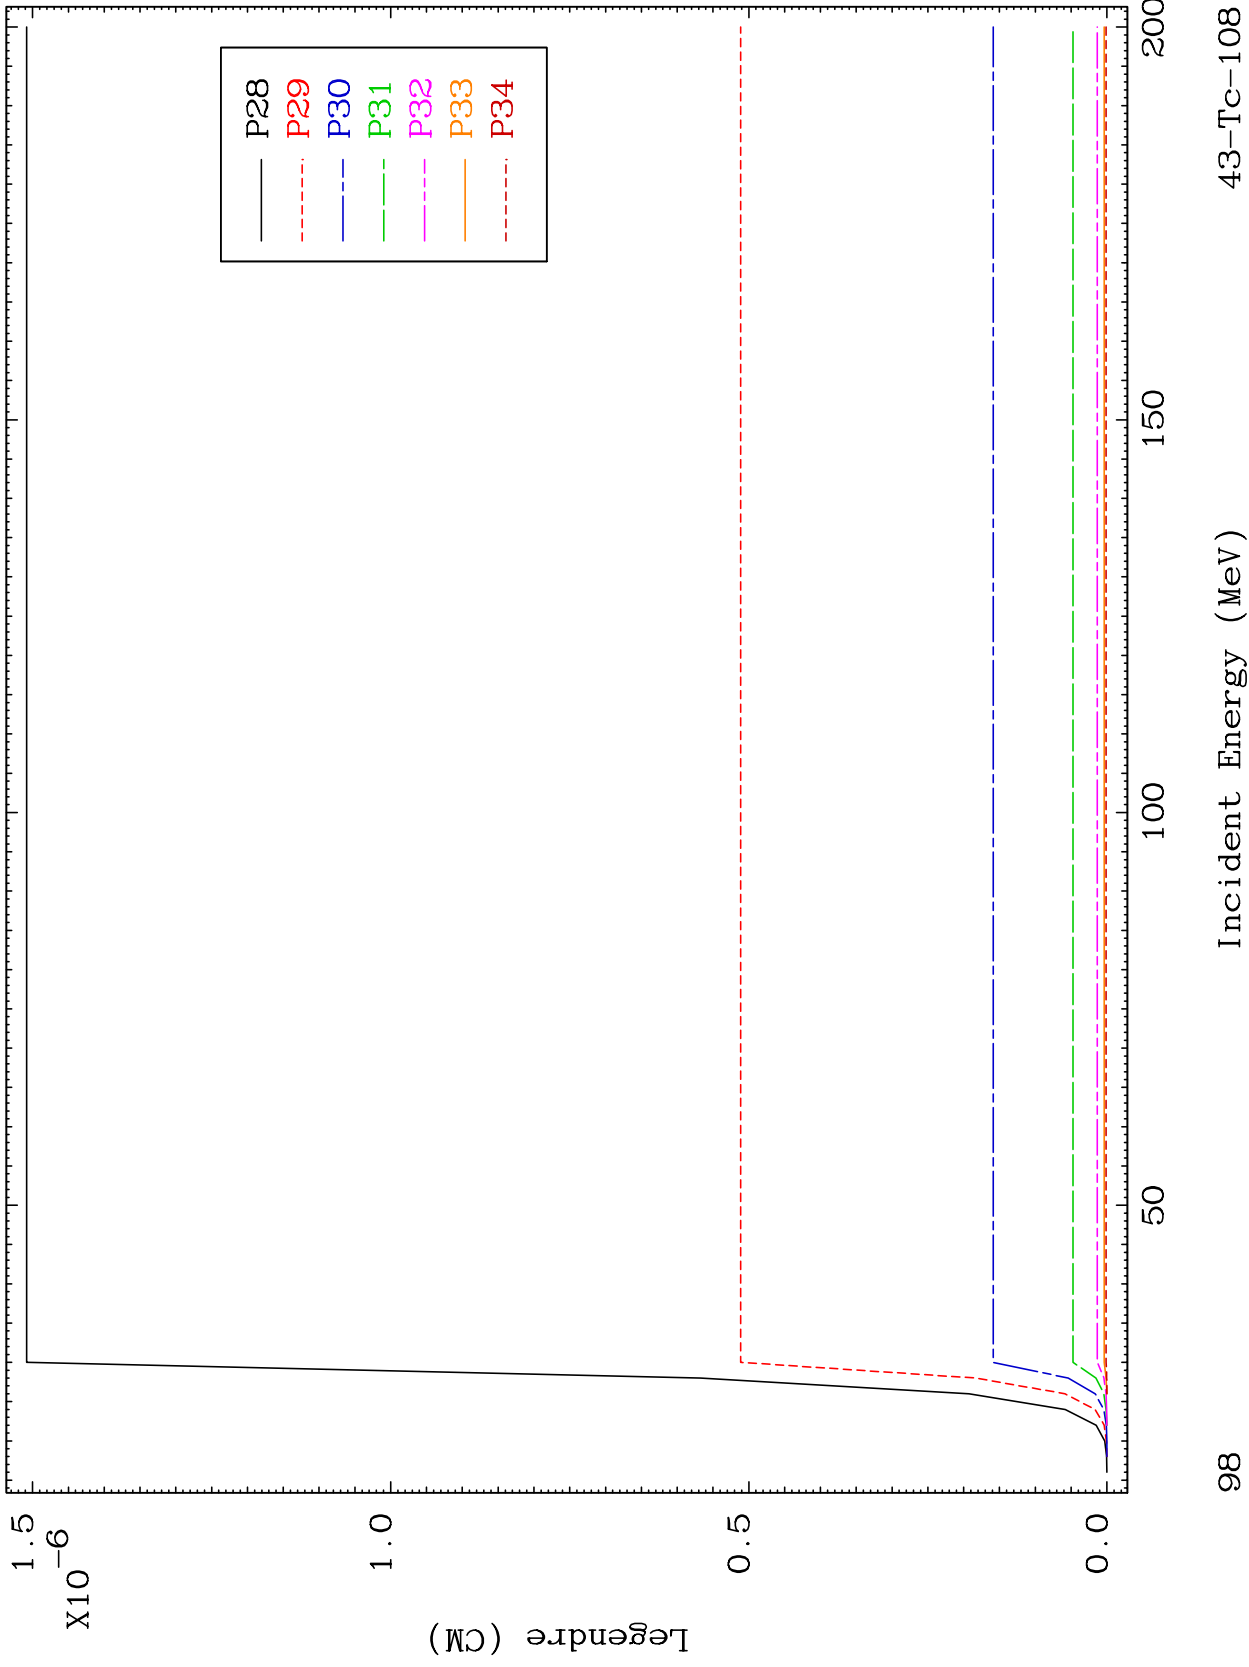 X10-6
1.5
1.0
0.5
0.0
Legendre (CM)
P28
P29
P30
P31
P32
P33
P34
50
100
150
200
Incident Energy (MeV)
98
43-Tc-108